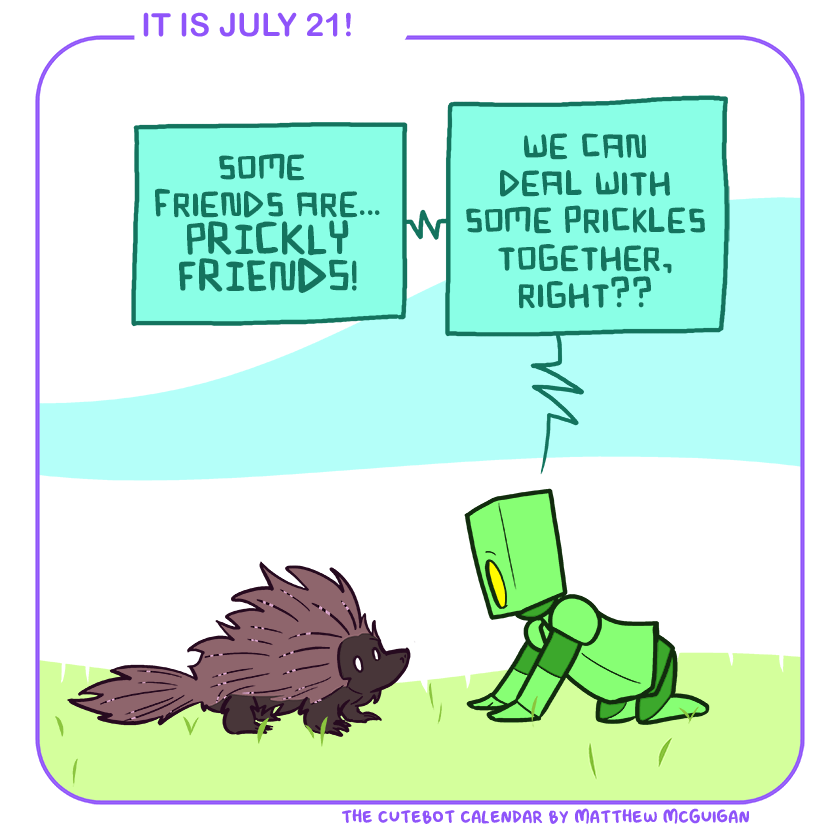 IT IS JULY 21!
SOME
FRIENDS ARE...
PRICKLY
FRIENDS!
WE CAN
DEAL WITH
SOME PRICKLES
TOGETHER,
RIGHT??
THE CUTEBOT CALENDAR BY MATTHEW MCGUIGAN